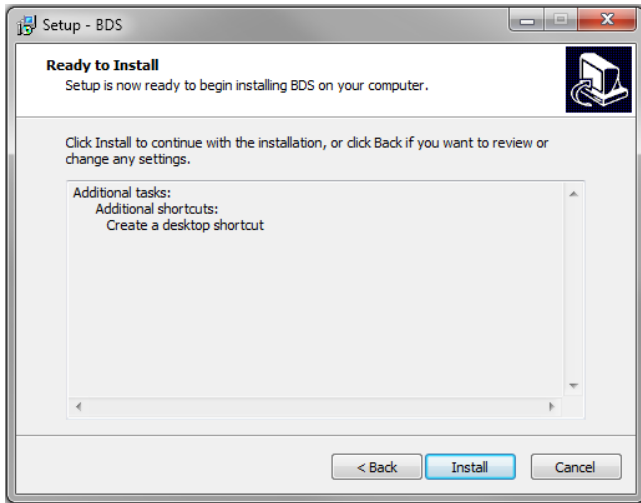 Setup - BDS
Ready to Install
Setup is now ready to begin installing BDS on your computer.
Click Install to continue with the installation, or click Back if you want to review or
change any settings.
Additional tasks:
Additional shortcuts:
Create a desktop shortcut
< Back
Install
Cancel